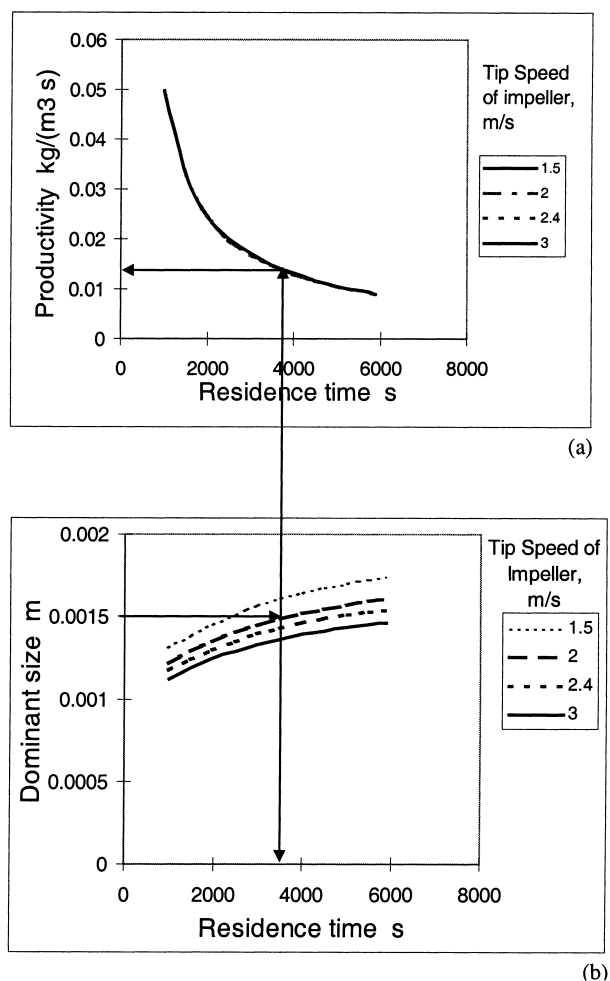 0.06
0.05
0.04
0.03
0.02
0.01
0
Productivity kg/(m3 s)
0 2000 4000 6000 8000
Residence time s
Tip Speed
of impeller,
m/s
1.5
2
2.4
3
(a)
0.002
0.0015
0.001
0.0005
0
Dominant size m
0 2000 4000 6000 8000
Residence time s
Tip Speed of
Impeller,
m/s
1.5
2
2.4
3
(b)